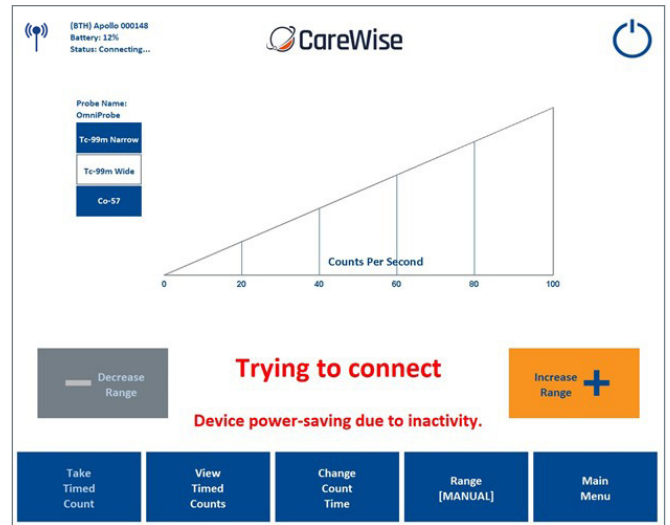 (BTH) Apollo 000148
Battery: 12%
Status: Connecting...
CareWise
Probe Name:
OmniProbe
Tc-99m Narrow
Tc-99m Wide
Co-57
Counts Per Second
0 20 40 60 80 100
Decrease
Range
Trying to connect
Increase
Range
Device power-saving due to inactivity.
Take
Timed
Count
View
Timed
Counts
Change
Count
Time
Range
[MANUAL]
Main
Menu